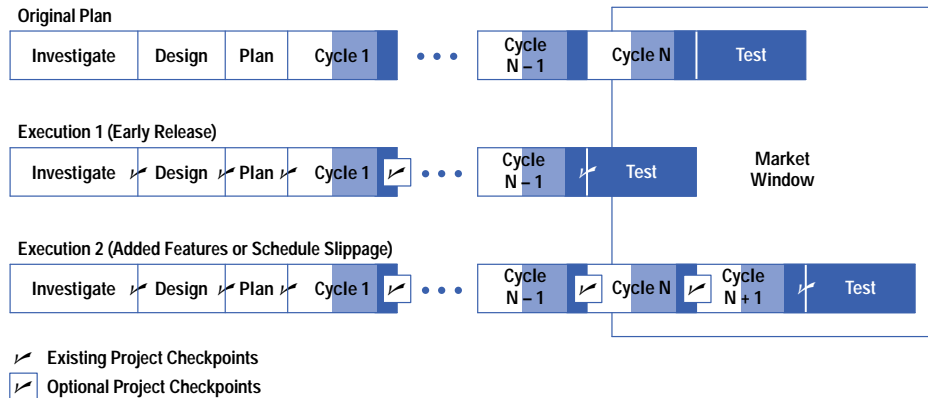 Original Plan
Investigate Design Plan Cycle 1 • • • Cycle N – 1 Cycle N Test
Execution 1 (Early Release)
Investigate Design Plan Cycle 1 • • • Cycle N – 1 Test
Market
Window
Execution 2 (Added Features or Schedule Slippage)
Investigate Design Plan Cycle 1 • • • Cycle N – 1 Cycle N Cycle N + 1 Test
Existing Project Checkpoints
Optional Project Checkpoints